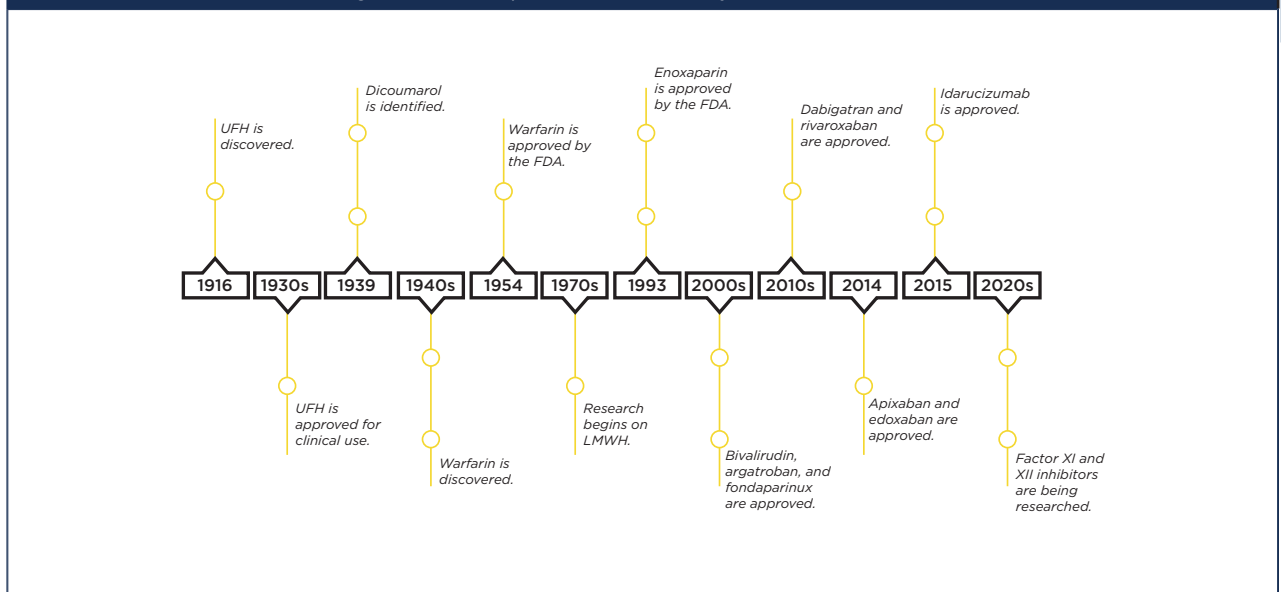 Enoxaparin
is approved
by the FDA.
Dicoumarol
is identified.
Idarucizumab
is approved.
Dabigatran and
rivaroxaban
are approved.
UFH is
discovered.
Warfarin is
approved by
the FDA.
1916
1930s
1939
1940s
1954
1970s
1993
2000s
2010s
2014
2015
2020s
UFH is
approved for
clinical use.
Research
begins on
LMWH.
Apixaban and
edoxaban are
approved.
Warfarin is
discovered.
Bivalirudin,
argatroban, and
fondaparinux
are approved.
Factor XI and
XII inhibitors
are being
researched.